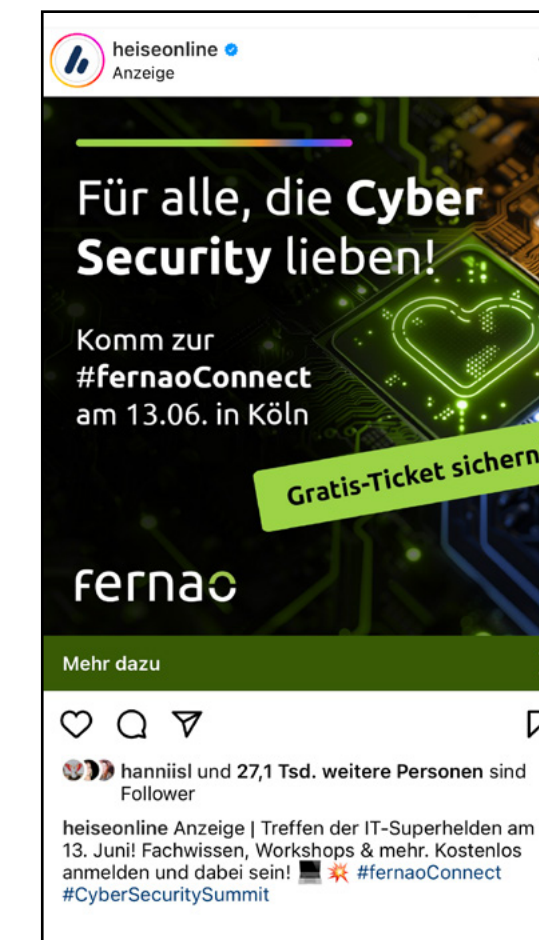 heiseonline
Anzeige
Für alle, die Cyber
Security lieben!
Komm zur
#fernaoConnect
am 13.06. in Köln
Gratis-Ticket sichern
fernao
Mehr dazu
hanniisl und 27,1 Tsd. weitere Personen sind
Follower
heiseonline Anzeige | Treffen der IT-Superhelden am
13. Juni! Fachwissen, Workshops & mehr. Kostenlos
anmelden und dabei sein! 💻 💥 #fernaoConnect
#CyberSecuritySummit